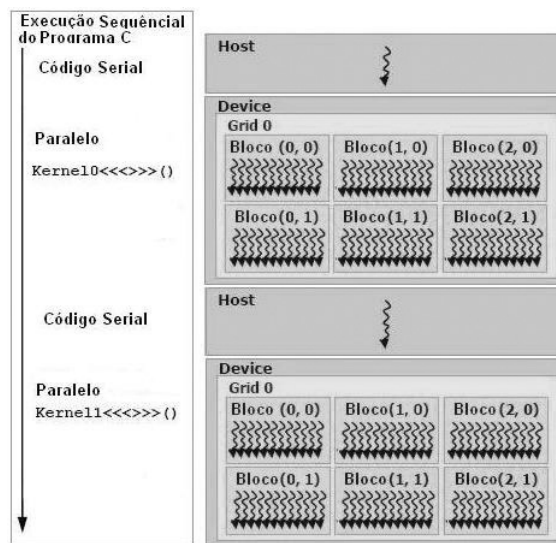 Execução Sequêncial
do Programa C
Código Serial
Host
Device
Grid 0
Paralelo
Kernel0<<<>>>()
Bloco (0, 0)
Bloco(1, 0)
Bloco(2, 0)
Bloco(0, 1)
Bloco(1, 1)
Bloco(2, 1)
Código Serial
Host
Device
Grid 0
Paralelo
Kernel1<<<>>>()
Bloco (0, 0)
Bloco(1, 0)
Bloco(2, 0)
Bloco(0, 1)
Bloco(1, 1)
Bloco(2, 1)